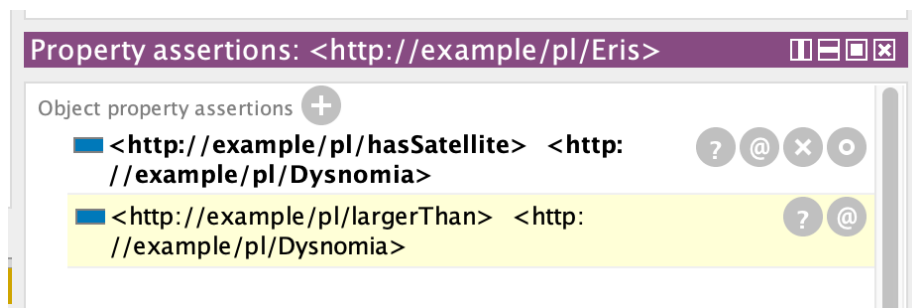 Property assertions: <http://example/pl/Eris>
Object property assertions
<http://example/pl/hasSatellite> <http:
//example/pl/Dysnomia>
<http://example/pl/largerThan> <http:
//example/pl/Dysnomia>